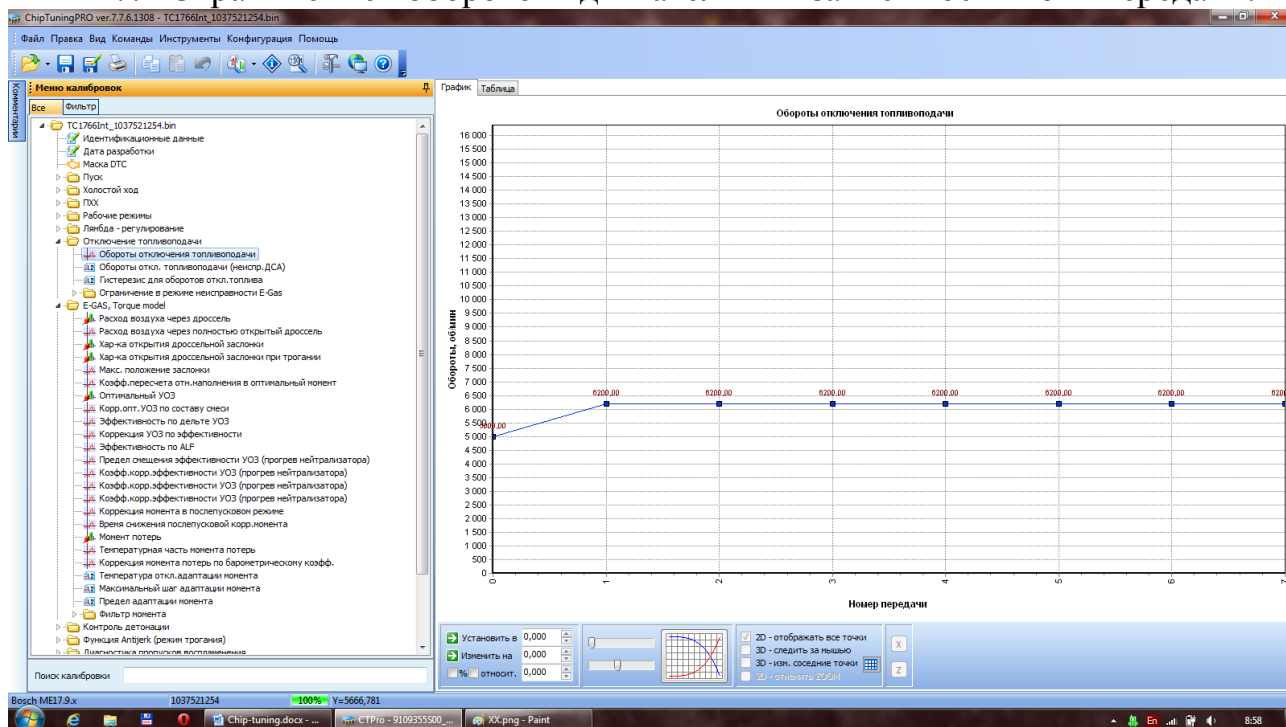 ChipTuningPRO ver.7.7.6.1308 - TC1766Int_1037521254.bin
Файл Правка Вид Команды Инструменты Конфигурация Помощь
Комментарии
Меню калибровок
Все Фильтр
TC1766Int_1037521254.bin
Идентификационные данные
Дата разработки
Маска DTC
Пуск
Холостой ход
ПХХ
Рабочие режимы
Лямбда - регулирование
Отключение топливоподачи
Обороты отключения топливоподачи
Обороты откл. топливоподачи (неиспр.ДСА)
Гистерезис для оборотов откл.топлива
Ограничение в режиме неисправности E-Gas
E-GAS, Torque model
Расход воздуха через дроссель
Расход воздуха через полностью открытый дроссель
Хар-ка открытия дроссельной заслонки
Хар-ка открытия дроссельной заслонки при трогании
Макс. положение заслонки
Коэфф.пересчета отн.наполнения в оптимальный момент
Оптимальный УОЗ
Корр.опт.УОЗ по составу смеси
Эффективность по дельте УОЗ
Коррекция УОЗ по эффективности
Эффективность по ALF
Предел смещения эффективности УОЗ (прогрев нейтрализатора)
Коэфф.корр.эффективности УОЗ (прогрев нейтрализатора)
Коэфф.корр.эффективности УОЗ (прогрев нейтрализатора)
Коэфф.корр.эффективности УОЗ (прогрев нейтрализатора)
Коррекция момента в послепусковом режиме
Время снижения послепусковой корр.момента
Момент потерь
Температурная часть момента потерь
Коррекция момента потерь по барометрическому коэфф.
Температура откл.адаптации момента
Максимальный шаг адаптации момента
Предел адаптации момента
Фильтр момента
Контроль детонации
Функция Antijerk (режим трогания)
Диагностика пропусков воспламенения
Поиск калибровки
График Таблица
Обороты отключения топливоподачи
16 000
15 500
15 000
14 500
14 000
13 500
13 000
12 500
12 000
11 500
11 000
10 500
10 000
9 500
9 000
8 500
8 000
7 500
7 000
6 500
6 000
5 500
5 000
4 500
4 000
3 500
3 000
2 500
2 000
1 500
1 000
500
0
Обороты, об/мин
6200,00 6200,00 6200,00 6200,00 6200,00 6200,00
0 1 2 3 4 5 6 7
Номер передачи
Установить в 0,000
Изменить на 0,000
% относит. 0,000
2D - отображать все точки
3D - следить за мышью
3D - изм. соседние точки
2D - отменить ZOOM
X
Z
Bosch ME17.9.x 1037521254 100% Y=5666,781
Chip-tuning.docx - ... CTPro - 9109355500_... XX.png - Paint En 8:58